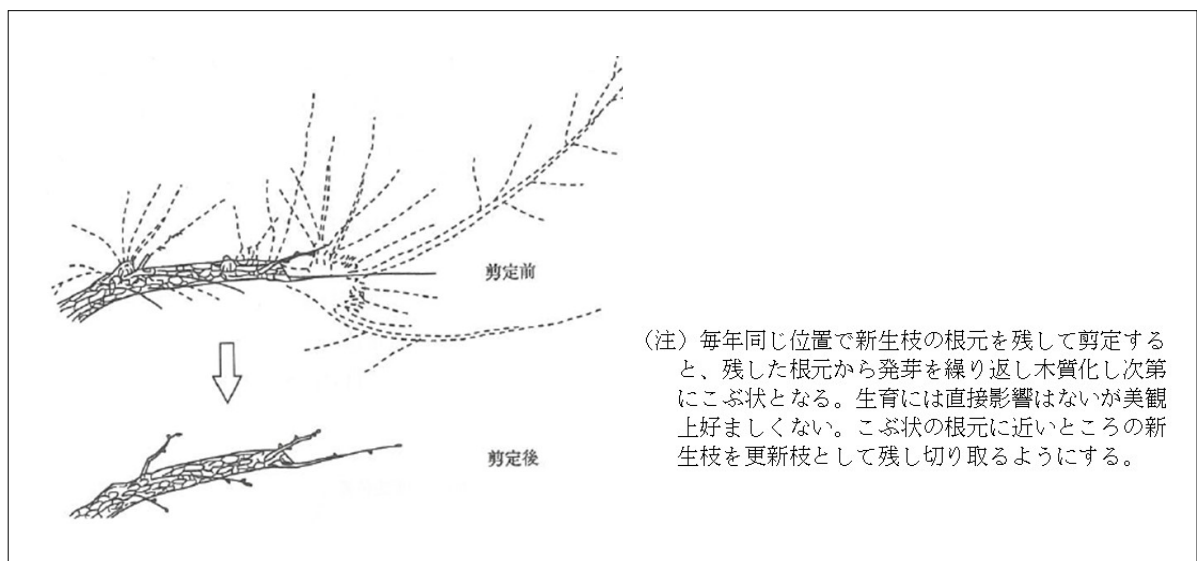 剪定前
剪定後
（注）毎年同じ位置で新生枝の根元を残して剪定する
と、残した根元から発芽を繰り返し木質化し次第
にこぶ状となる。生育には直接影響はないが美観
上好ましくない。こぶ状の根元に近いところの新
生枝を更新枝として残し切り取るようにする。